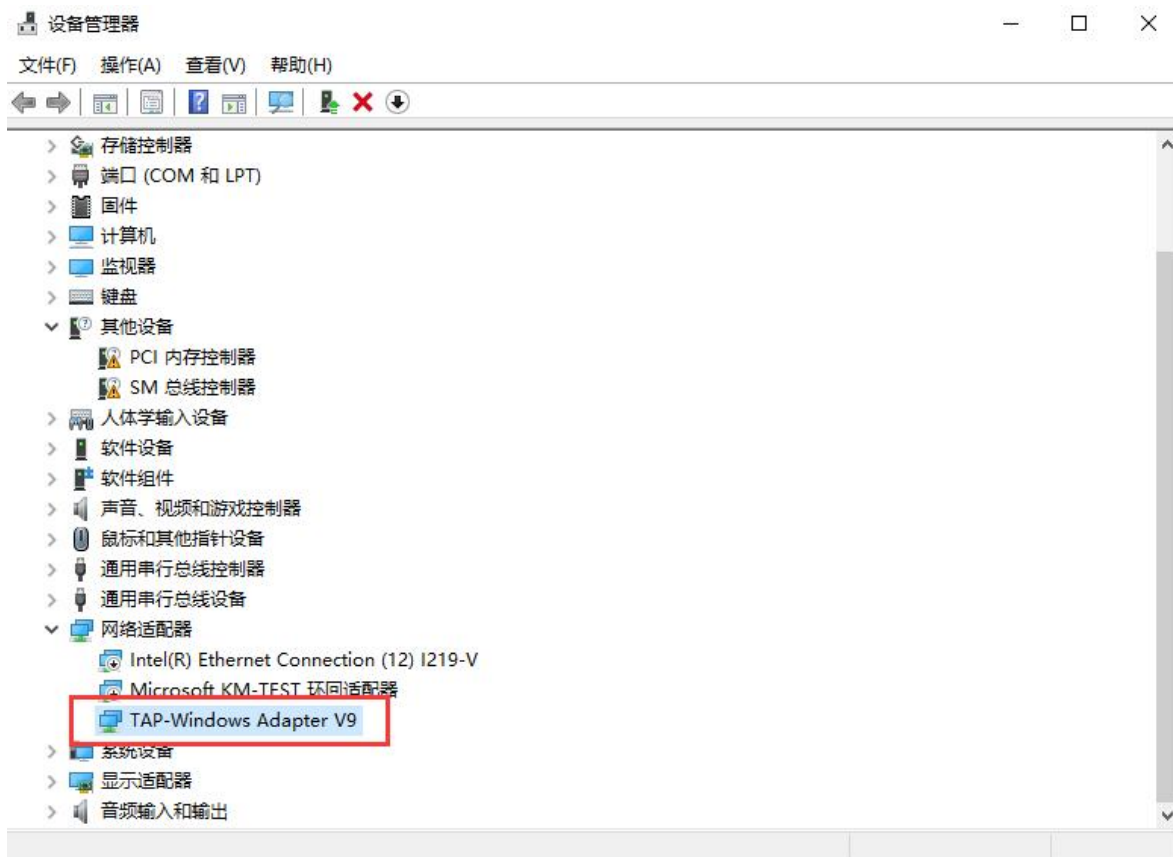 设备管理器
文件(F) 操作(A) 查看(V) 帮助(H)
存储控制器
端口 (COM 和 LPT)
固件
计算机
监视器
键盘
其他设备
PCI 内存控制器
SM 总线控制器
人体学输入设备
软件设备
软件组件
声音、视频和游戏控制器
鼠标和其他指针设备
通用串行总线控制器
通用串行总线设备
网络适配器
Intel(R) Ethernet Connection (12) I219-V
Microsoft KM-TEST 环回适配器
TAP-Windows Adapter V9
系统设备
显示适配器
音频输入和输出